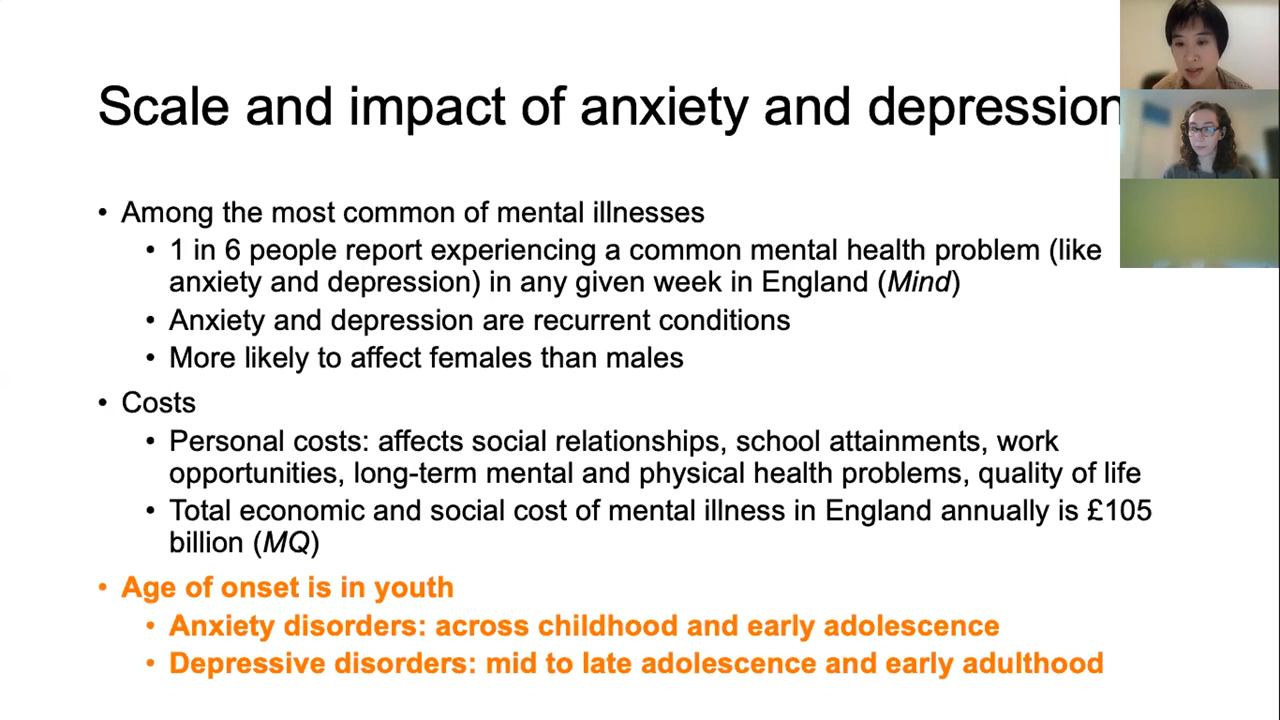 Scale and impact of anxiety and depression
• Among the most common of mental illnesses
• 1 in 6 people report experiencing a common mental health problem (like
anxiety and depression) in any given week in England (Mind)
• Anxiety and depression are recurrent conditions
• More likely to affect females than males
• Costs
• Personal costs: affects social relationships, school attainments, work
opportunities, long-term mental and physical health problems, quality of life
• Total economic and social cost of mental illness in England annually is £105
billion (MQ)
• Age of onset is in youth
• Anxiety disorders: across childhood and early adolescence
• Depressive disorders: mid to late adolescence and early adulthood